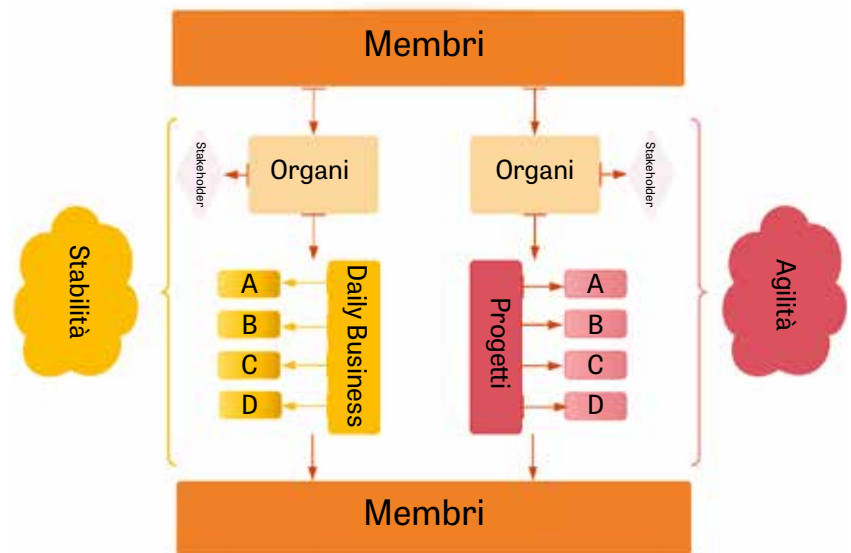 Membri
Stakeholder
Organi
Organi
Stakeholder
Stabilità
A
B
C
D
Daily Business
Progetti
A
B
C
D
Agilità
Membri